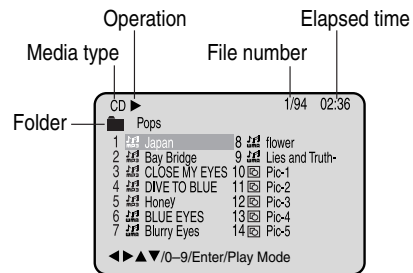 Operation Elapsed time
Media type File number
CD ▶ 1/94 02:36
Folder Pops
1 Japan 8 flower
2 Bay Bridge 9 Lies and Truth-
3 CLOSE MY EYES 10 Pic-1
4 DIVE TO BLUE 11 Pic-2
5 Honey 12 Pic-3
6 BLUE EYES 13 Pic-4
7 Blurry Eyes 14 Pic-5
◀▶▲▼/0–9/Enter/Play Mode